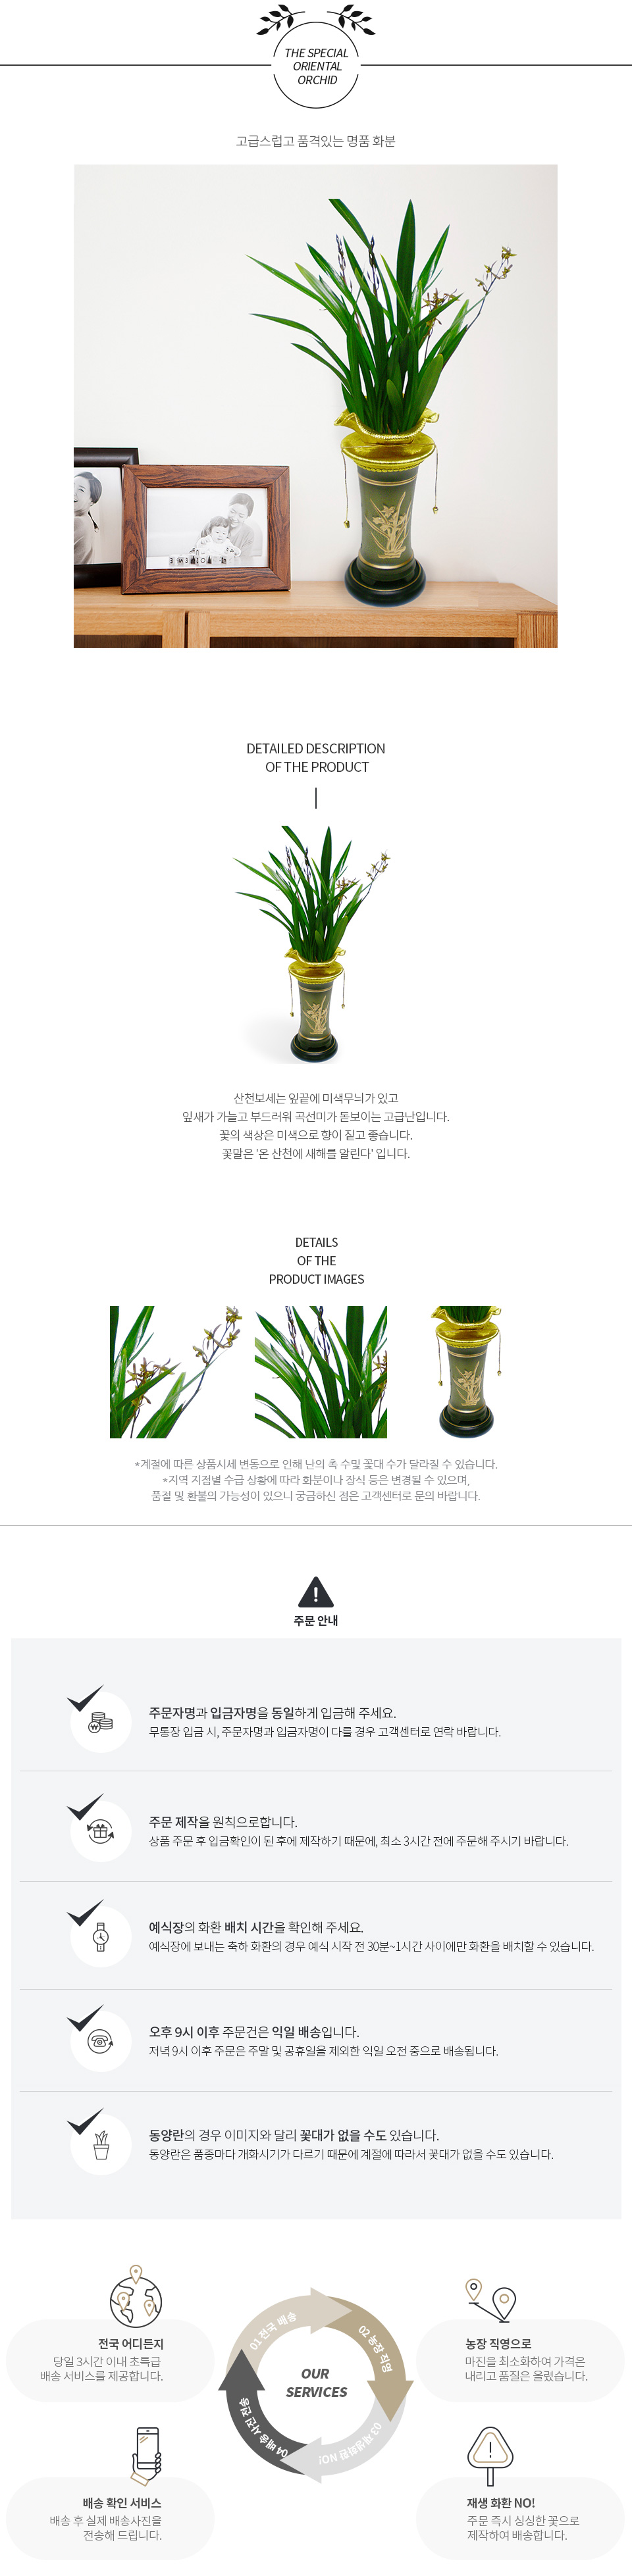 THE SPECIAL
ORIENTAL
ORCHID
고급스럽고 품격있는 명품 화분
DETAILED DESCRIPTION
OF THE PRODUCT
산천보세는 잎끝에 미색무늬가 있고
잎새가 가늘고 부드러워 곡선미가 돋보이는 고급난입니다.
꽃의 색상은 미색으로 향이 짙고 좋습니다.
꽃말은 '온 산천에 새해를 알린다' 입니다.
DETAILS
OF THE
PRODUCT IMAGES
*계절에 따른 상품시세 변동으로 인해 난의 촉 수및 꽃대 수가 달라질 수 있습니다.
*지역 지점별 수급 상황에 따라 화분이나 장식 등은 변경될 수 있으며,
품절 및 환불의 가능성이 있으니 궁금하신 점은 고객센터로 문의 바랍니다.
주문 안내
주문자명과 입금자명을 동일하게 입금해 주세요.
무통장 입금 시, 주문자명과 입금자명이 다를 경우 고객센터로 연락 바랍니다.
주문 제작을 원칙으로합니다.
상품 주문 후 입금확인이 된 후에 제작하기 때문에, 최소 3시간 전에 주문해 주시기 바랍니다.
예식장의 화환 배치 시간을 확인해 주세요.
예식장에 보내는 축하 화환의 경우 예식 시작 전 30분~1시간 사이에만 화환을 배치할 수 있습니다.
오후 9시 이후 주문건은 익일 배송입니다.
저녁 9시 이후 주문은 주말 및 공휴일을 제외한 익일 오전 중으로 배송됩니다.
동양란의 경우 이미지와 달리 꽃대가 없을 수도 있습니다.
동양란은 품종마다 개화시기가 다르기 때문에 계절에 따라서 꽃대가 없을 수도 있습니다.
전국 어디든지
당일 3시간 이내 초특급
배송 서비스를 제공합니다.
01 전국 배송
02 농장 직영
농장 직영으로
마진을 최소화하여 가격은
내리고 품질은 올렸습니다.
OUR
SERVICES
04 배송사진 전송
03 재생화환 NO!
배송 확인 서비스
배송 후 실제 배송사진을
전송해 드립니다.
재생 화환 NO!
주문 즉시 싱싱한 꽃으로
제작하여 배송합니다.